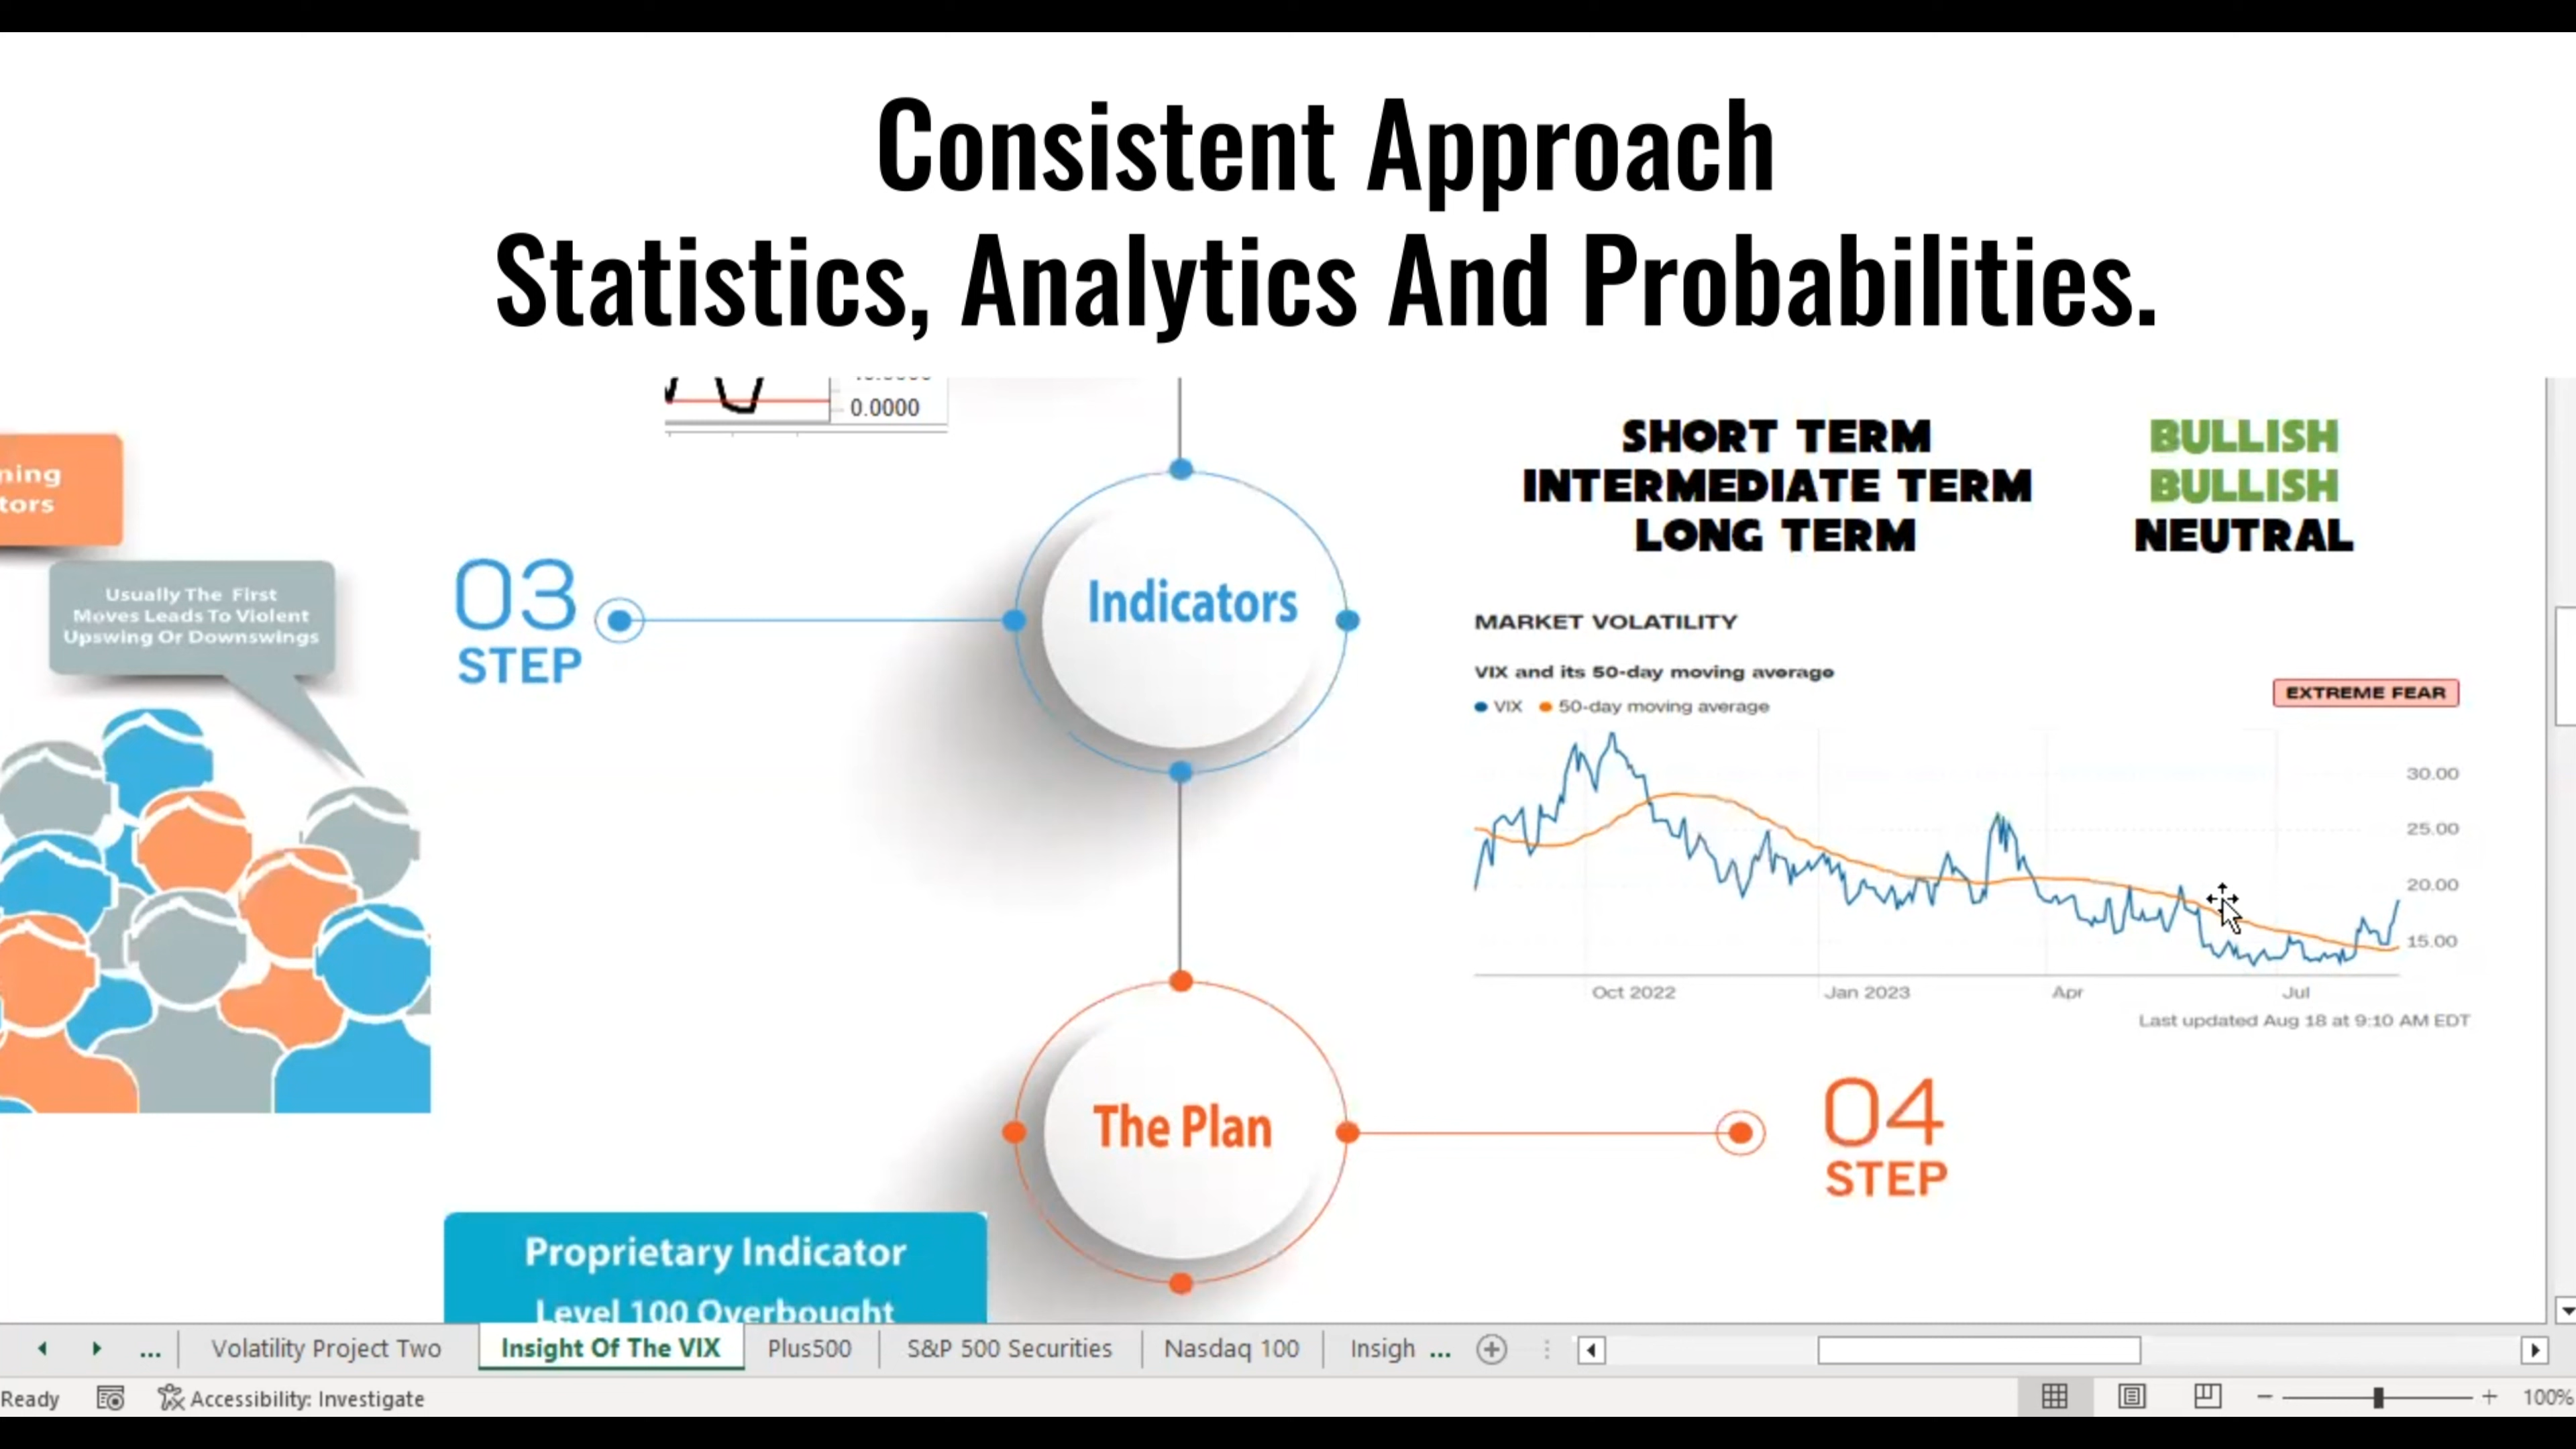 Consistent Approach
Statistics, Analytics And Probabilities.
0.0000
SHORT TERM BULLISH
INTERMEDIATE TERM BULLISH
LONG TERM NEUTRAL
Usually The First
Moves Leads To Violent
Upswing Or Downswings
03
STEP
Indicators
MARKET VOLATILITY
VIX and its 50-day moving average
EXTREME FEAR
VIX 50-day moving average
30.00
25.00
20.00
15.00
Oct 2022 Jan 2023 Apr Jul
Last updated Aug 18 at 9:10 AM EDT
The Plan
04
STEP
Proprietary Indicator
Level 100 Overbought
... Volatility Project Two Insight Of The VIX Plus500 S&P 500 Securities Nasdaq 100 Insigh ...
Ready Accessibility: Investigate 100%